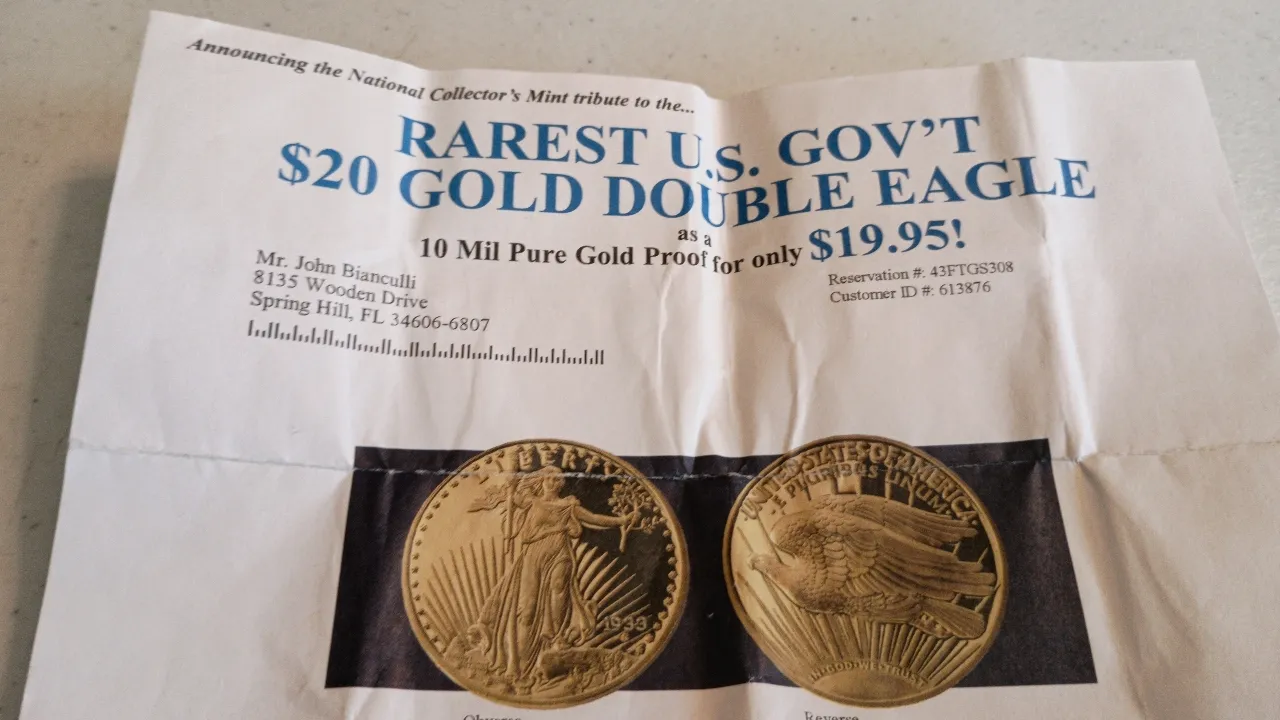 Announcing the National Collector's Mint tribute to the...
RAREST U.S. GOV'T
$20 GOLD DOUBLE EAGLE
as a
10 Mil Pure Gold Proof for only $19.95!
Mr. John Bianculli
8135 Wooden Drive
Spring Hill, FL 34606-6807
Reservation #: 43FTGS308
Customer ID #: 613876
LIBERTY
1933
UNITED STATES OF AMERICA
E PLURIBUS UNUM
IN GOD WE TRUST
Obverse
Reverse